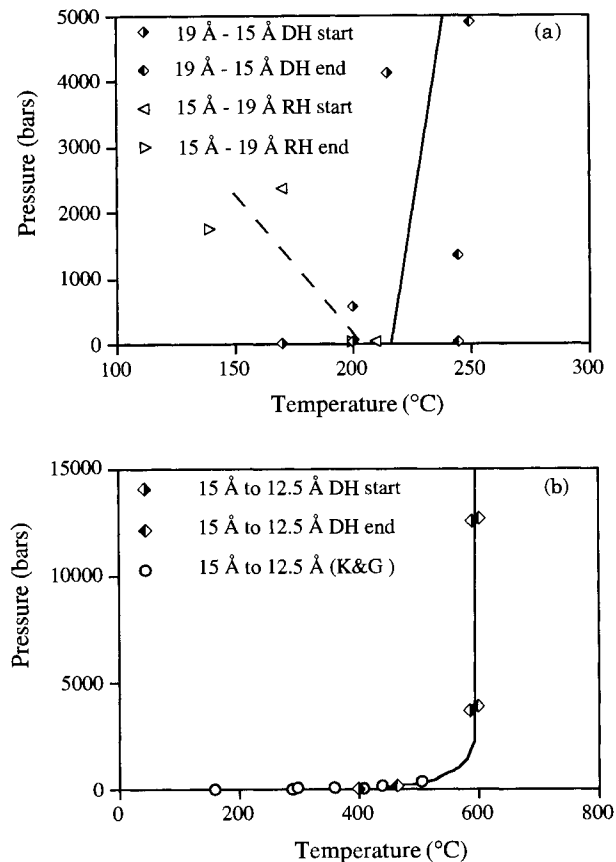 5000
4000
3000
2000
1000
0
Pressure (bars)
(a)
19 Å - 15 Å DH start
19 Å - 15 Å DH end
15 Å - 19 Å RH start
15 Å - 19 Å RH end
100 150 200 250 300
Temperature (°C)
15000
10000
5000
0
Pressure (bars)
(b)
15 Å to 12.5 Å DH start
15 Å to 12.5 Å DH end
15 Å to 12.5 Å (K&G )
0 200 400 600 800
Temperature (°C)